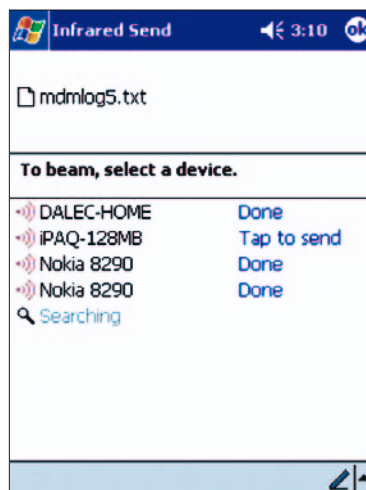 Infrared Send 3:10 ok
mdmlog5.txt
To beam, select a device.
DALEC-HOME Done
iPAQ-128MB Tap to send
Nokia 8290 Done
Nokia 8290 Done
Searching